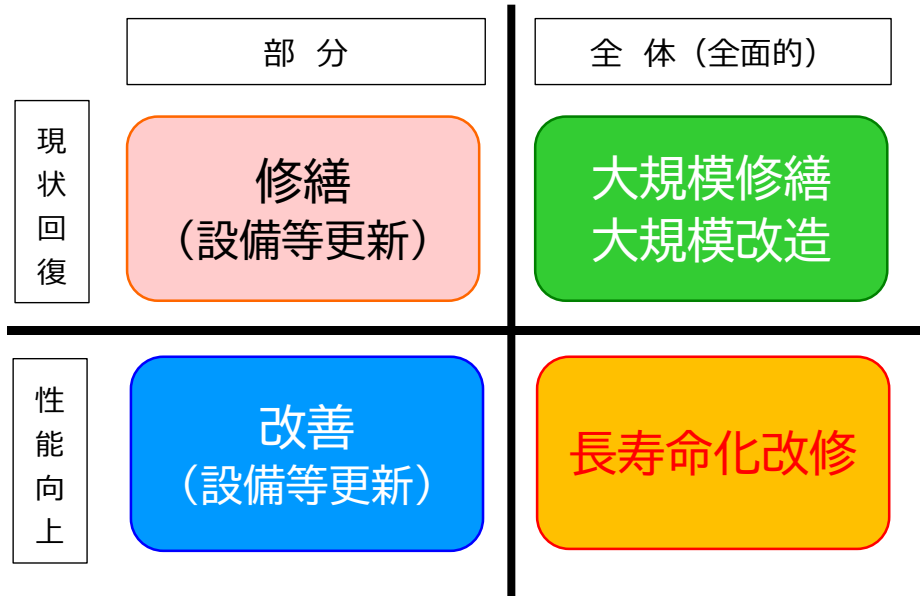 部 分
全 体（全面的）
現状回復
修繕
（設備等更新）
大規模修繕
大規模改造
性能向上
改善
（設備等更新）
長寿命化改修